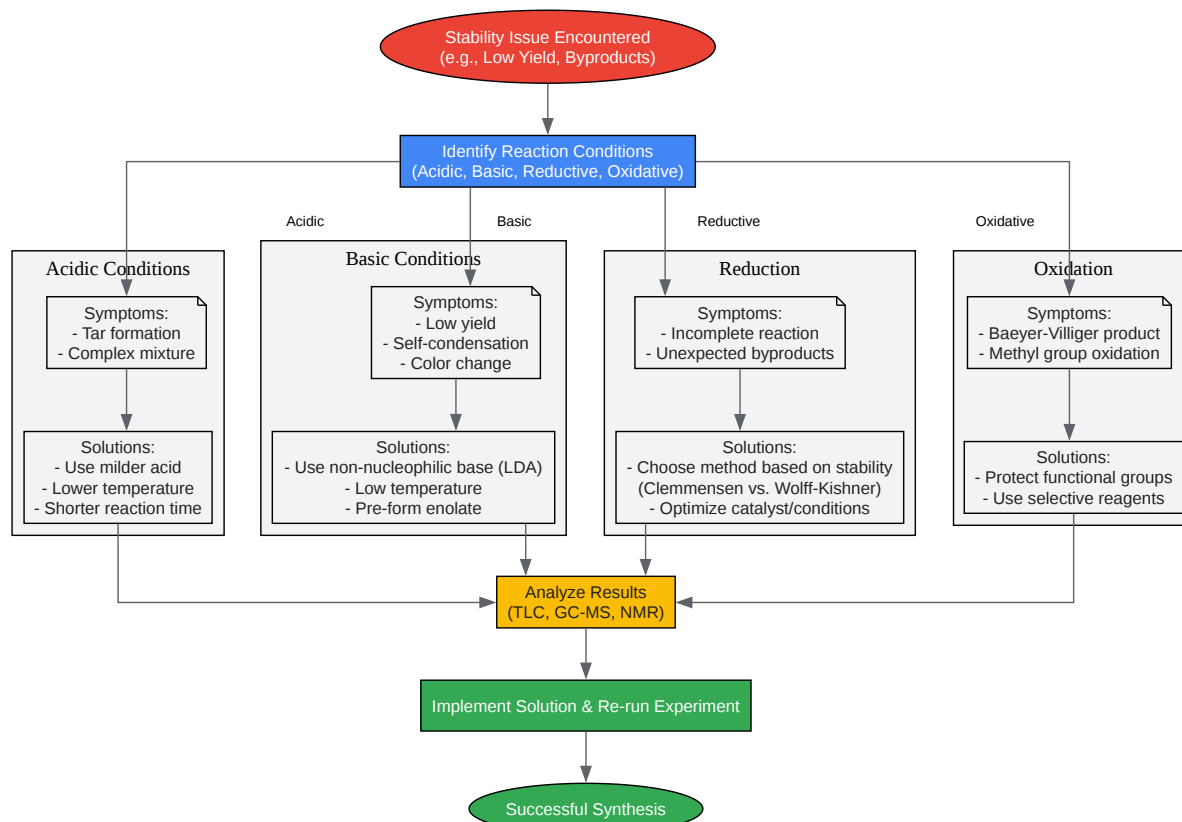 Stability Issue Encountered
(e.g., Low Yield, Byproducts)
Identify Reaction Conditions
(Acidic, Basic, Reductive, Oxidative)
Acidic
Basic
Reductive
Oxidative
Acidic Conditions
Symptoms:
- Tar formation
- Complex mixture
Solutions:
- Use milder acid
- Lower temperature
- Shorter reaction time
Basic Conditions
Symptoms:
- Low yield
- Self-condensation
- Color change
Solutions:
- Use non-nucleophilic base (LDA)
- Low temperature
- Pre-form enolate
Reduction
Symptoms:
- Incomplete reaction
- Unexpected byproducts
Solutions:
- Choose method based on stability
(Clemmensen vs. Wolff-Kishner)
- Optimize catalyst/conditions
Oxidation
Symptoms:
- Baeyer-Villiger product
- Methyl group oxidation
Solutions:
- Protect functional groups
- Use selective reagents
Analyze Results
(TLC, GC-MS, NMR)
Implement Solution & Re-run Experiment
Successful Synthesis